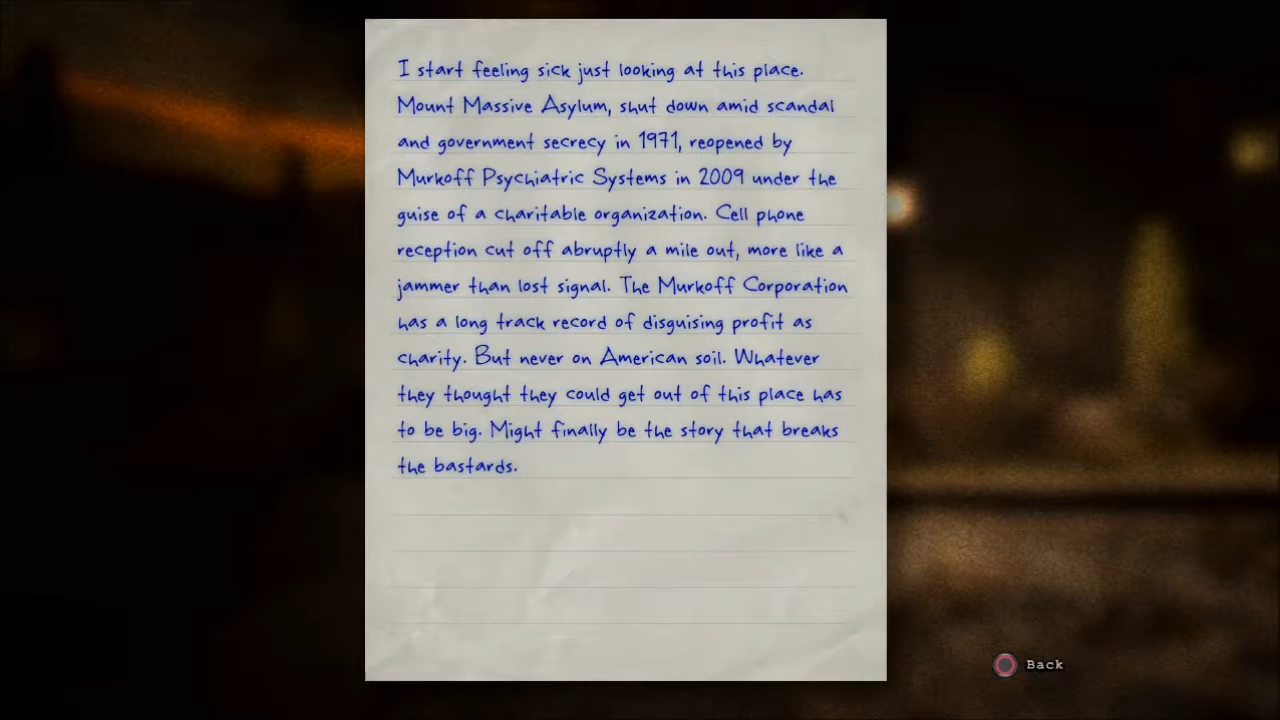 I start feeling sick just looking at this place.
Mount Massive Asylum, shut down amid scandal
and government secrecy in 1971, reopened by
Murkoff Psychiatric Systems in 2009 under the
guise of a charitable organization. Cell phone
reception cut off abruptly a mile out, more like a
jammer than lost signal. The Murkoff Corporation
has a long track record of disguising profit as
charity. But never on American soil. Whatever
they thought they could get out of this place has
to be big. Might finally be the story that breaks
the bastards.
Back